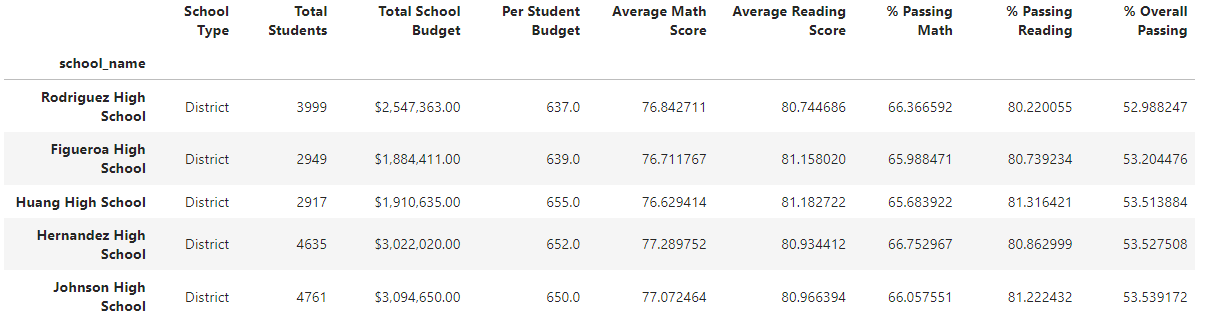 School Type Total Students Total School Budget Per Student Budget Average Math Score Average Reading Score % Passing Math % Passing Reading % Overall Passing
school_name
Rodriguez High School District 3999 $2,547,363.00 637.0 76.842711 80.744686 66.366592 80.220055 52.988247
Figueroa High School District 2949 $1,884,411.00 639.0 76.711767 81.158020 65.988471 80.739234 53.204476
Huang High School District 2917 $1,910,635.00 655.0 76.629414 81.182722 65.683922 81.316421 53.513884
Hernandez High School District 4635 $3,022,020.00 652.0 77.289752 80.934412 66.752967 80.862999 53.527508
Johnson High School District 4761 $3,094,650.00 650.0 77.072464 80.966394 66.057551 81.222432 53.539172